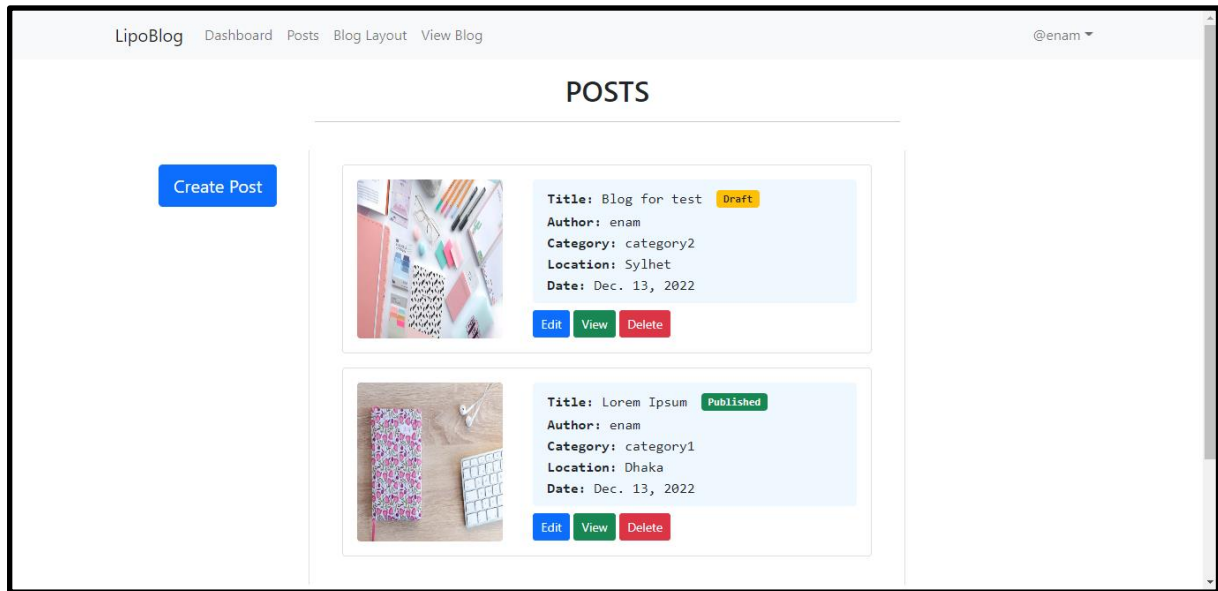 LipoBlog Dashboard Posts Blog Layout View Blog @enam
POSTS
Create Post
Title: Blog for test Draft
Author: enam
Category: category2
Location: Sylhet
Date: Dec. 13, 2022
Edit View Delete
Title: Lorem Ipsum Published
Author: enam
Category: category1
Location: Dhaka
Date: Dec. 13, 2022
Edit View Delete